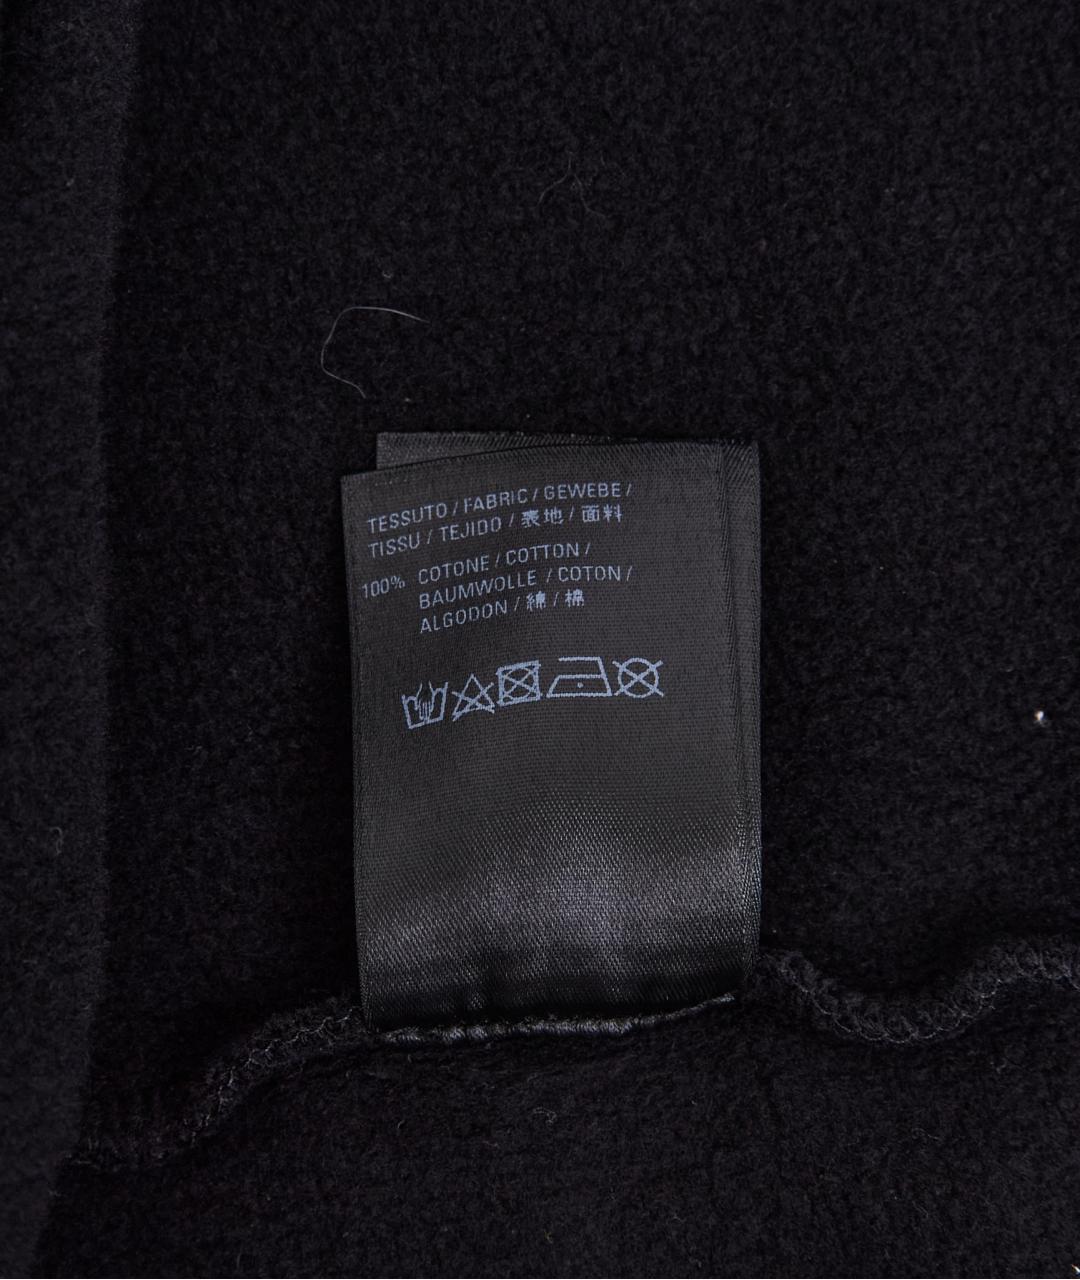 TESSUTO / FABRIC / GEWEBE /
TISSU / TEJIDO / 表地 / 面料
100% COTONE / COTTON /
BAUMWOLLE / COTON /
ALGODON / 綿 / 棉